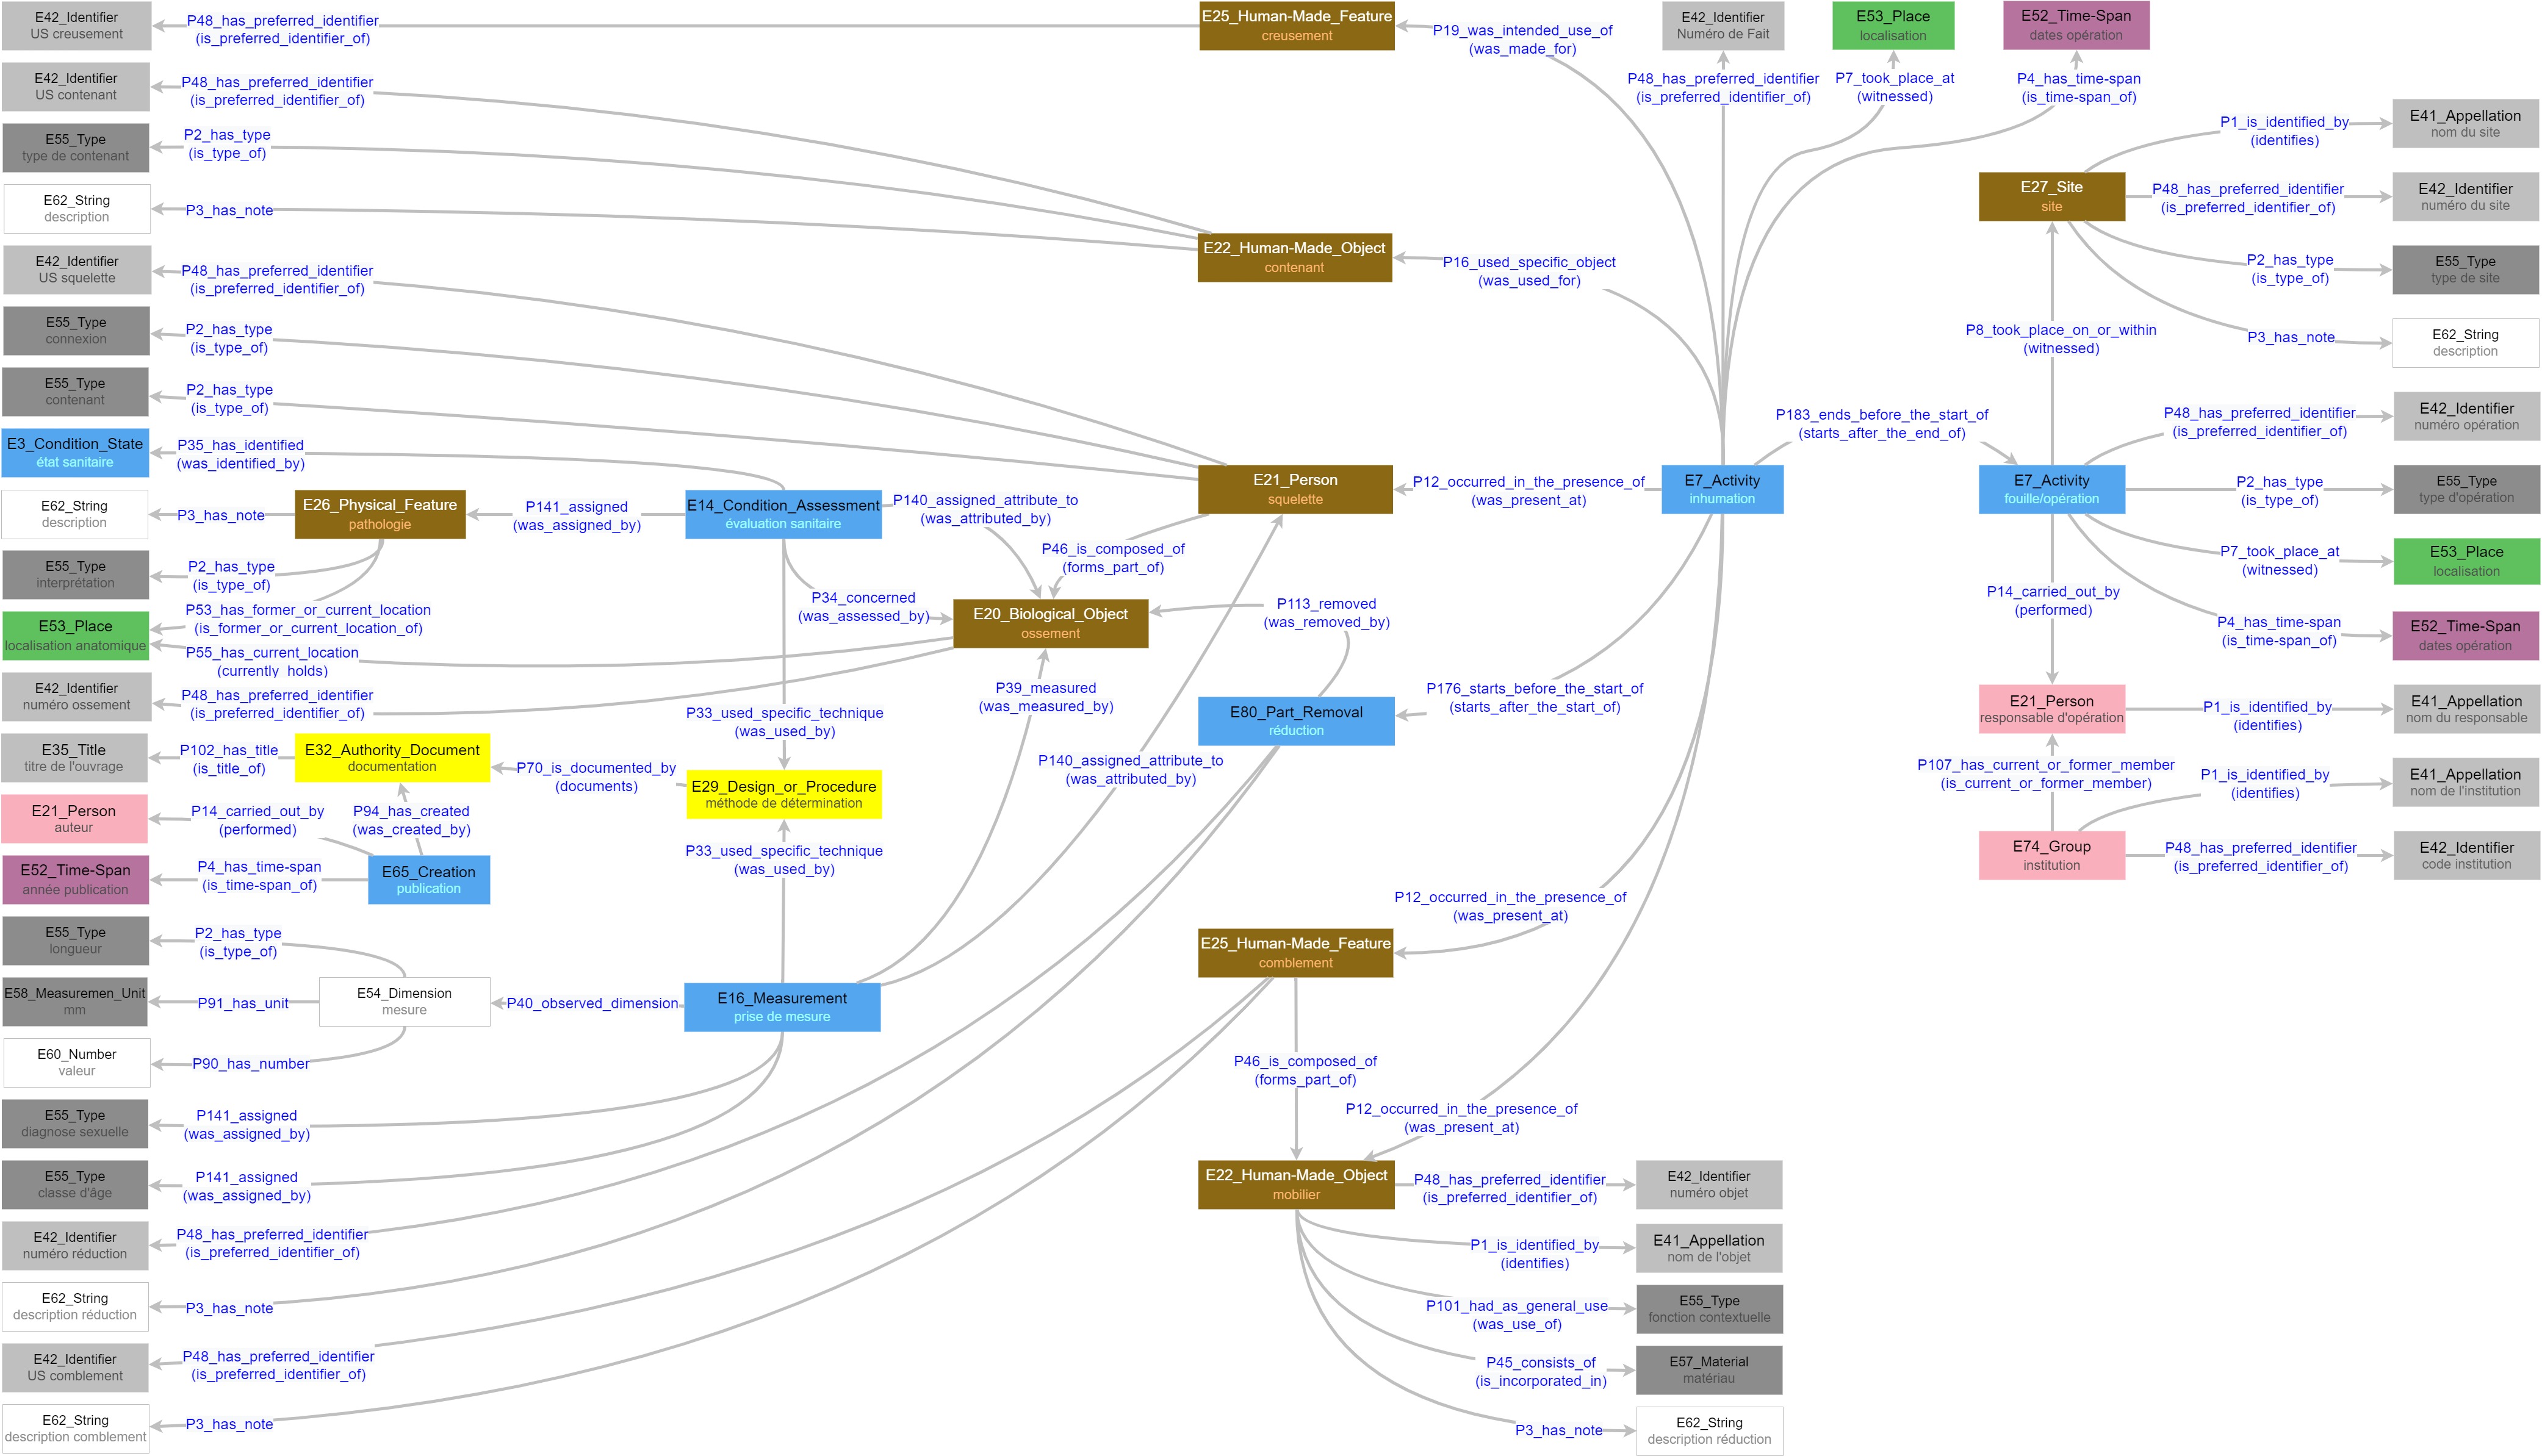 E42_Identifier
US creusement
P48_has_preferred_identifier
(is_preferred_identifier_of)
E25_Human-Made_Feature
creusement
P19_was_intended_use_of
(was_made_for)
E42_Identifier
Numéro de Fait
E53_Place
localisation
E52_Time-Span
dates opération
E42_Identifier
US contenant
P48_has_preferred_identifier
(is_preferred_identifier_of)
P48_has_preferred_identifier
(is_preferred_identifier_of)
P7_took_place_at
(witnessed)
P4_has_time-span
(is_time-span_of)
E55_Type
type de contenant
P2_has_type
(is_type_of)
P1_is_identified_by
(identifies)
E41_Appellation
nom du site
E62_String
description
P3_has_note
E27_Site
site
P48_has_preferred_identifier
(is_preferred_identifier_of)
E42_Identifier
numéro du site
E42_Identifier
US squelette
P48_has_preferred_identifier
(is_preferred_identifier_of)
E22_Human-Made_Object
contenant
P16_used_specific_object
(was_used_for)
P2_has_type
(is_type_of)
E55_Type
type de site
E55_Type
connexion
P2_has_type
(is_type_of)
P8_took_place_on_or_within
(witnessed)
P3_has_note
E62_String
description
E55_Type
contenant
P2_has_type
(is_type_of)
P183_ends_before_the_start_of
(starts_after_the_end_of)
P48_has_preferred_identifier
(is_preferred_identifier_of)
E42_Identifier
numéro opération
E3_Condition_State
état sanitaire
P35_has_identified
(was_identified_by)
E21_Person
squelette
P12_occurred_in_the_presence_of
(was_present_at)
E7_Activity
inhumation
E7_Activity
fouille/opération
P2_has_type
(is_type_of)
E55_Type
type d'opération
E62_String
description
P3_has_note
E26_Physical_Feature
pathologie
P141_assigned
(was_assigned_by)
E14_Condition_Assessment
évaluation sanitaire
P140_assigned_attribute_to
(was_attributed_by)
P46_is_composed_of
(forms_part_of)
P7_took_place_at
(witnessed)
E53_Place
localisation
E55_Type
interprétation
P2_has_type
(is_type_of)
P34_concerned
(was_assessed_by)
E20_Biological_Object
ossement
P113_removed
(was_removed_by)
P14_carried_out_by
(performed)
E53_Place
localisation anatomique
P53_has_former_or_current_location
(is_former_or_current_location_of)
P55_has_current_location
(currently_holds)
P4_has_time-span
(is_time-span_of)
E52_Time-Span
dates opération
E42_Identifier
numéro ossement
P48_has_preferred_identifier
(is_preferred_identifier_of)
P39_measured
(was_measured_by)
P176_starts_before_the_start_of
(starts_after_the_start_of)
E21_Person
responsable d'opération
P1_is_identified_by
(identifies)
E41_Appellation
nom du responsable
P33_used_specific_technique
(was_used_by)
E80_Part_Removal
réduction
E35_Title
titre de l'ouvrage
P102_has_title
(is_title_of)
E32_Authority_Document
documentation
P70_is_documented_by
(documents)
E29_Design_or_Procedure
méthode de détermination
P140_assigned_attribute_to
(was_attributed_by)
P107_has_current_or_former_member
(is_current_or_former_member)
P1_is_identified_by
(identifies)
E41_Appellation
nom de l'institution
E21_Person
auteur
P14_carried_out_by
(performed)
P94_has_created
(was_created_by)
P33_used_specific_technique
(was_used_by)
E74_Group
institution
P48_has_preferred_identifier
(is_preferred_identifier_of)
E42_Identifier
code institution
E52_Time-Span
année publication
P4_has_time-span
(is_time-span_of)
E65_Creation
publication
P12_occurred_in_the_presence_of
(was_present_at)
E55_Type
longueur
P2_has_type
(is_type_of)
E25_Human-Made_Feature
comblement
E58_Measuremen_Unit
mm
P91_has_unit
E54_Dimension
mesure
P40_observed_dimension
E16_Measurement
prise de mesure
E60_Number
valeur
P90_has_number
P46_is_composed_of
(forms_part_of)
E55_Type
diagnose sexuelle
P141_assigned
(was_assigned_by)
P12_occurred_in_the_presence_of
(was_present_at)
E55_Type
classe d'âge
P141_assigned
(was_assigned_by)
E22_Human-Made_Object
mobilier
P48_has_preferred_identifier
(is_preferred_identifier_of)
E42_Identifier
numéro objet
E42_Identifier
numéro réduction
P48_has_preferred_identifier
(is_preferred_identifier_of)
P1_is_identified_by
(identifies)
E41_Appellation
nom de l'objet
E62_String
description réduction
P3_has_note
P101_had_as_general_use
(was_use_of)
E55_Type
fonction contextuelle
E42_Identifier
US comblement
P48_has_preferred_identifier
(is_preferred_identifier_of)
P45_consists_of
(is_incorporated_in)
E57_Material
matériau
E62_String
description comblement
P3_has_note
P3_has_note
E62_String
description réduction